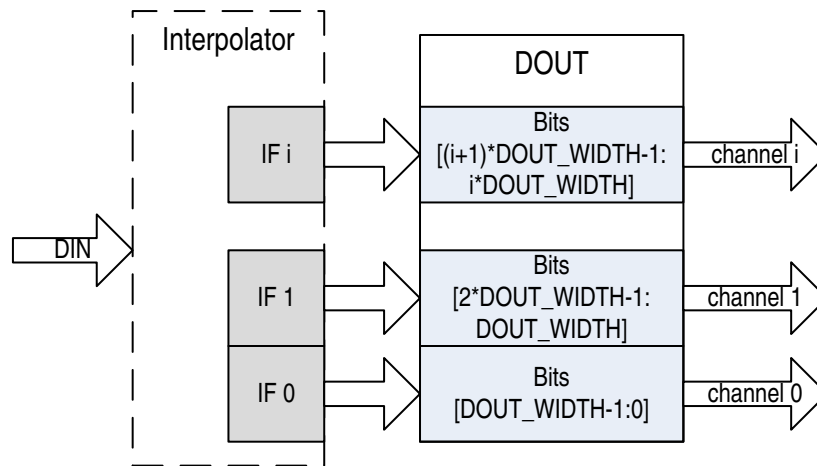 Interpolator
DOUT
IF i
Bits
[(i+1)*DOUT_WIDTH-1:
i*DOUT_WIDTH]
channel i
DIN
IF 1
Bits
[2*DOUT_WIDTH-1:
DOUT_WIDTH]
channel 1
IF 0
Bits
[DOUT_WIDTH-1:0]
channel 0